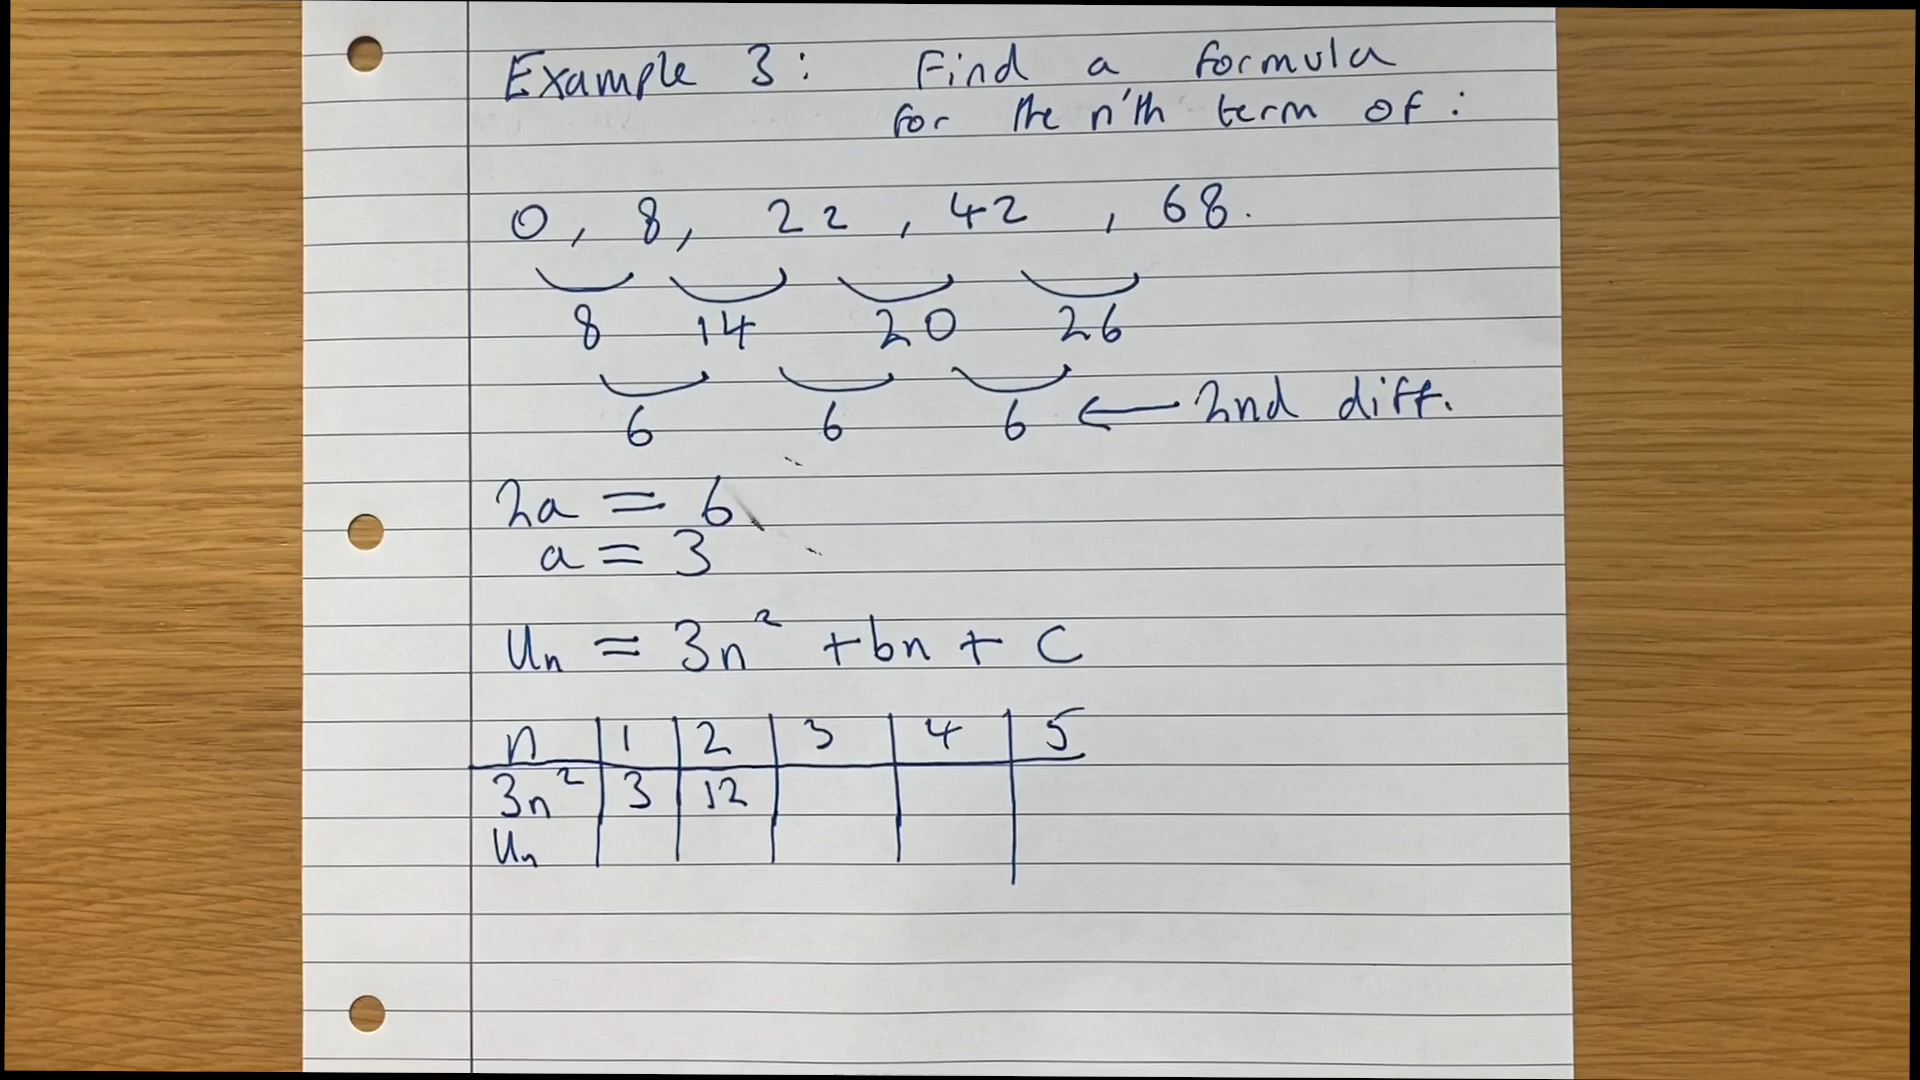 Example 3: Find a formula
for the n'th term of:
0, 8, 22, 42, 68.
8 14 20 26
6 6 6 ← 2nd diff.
2a = 6
a = 3
Un = 3n² + bn + c
n 1 2 3 4 5
3n² 3 12
Un